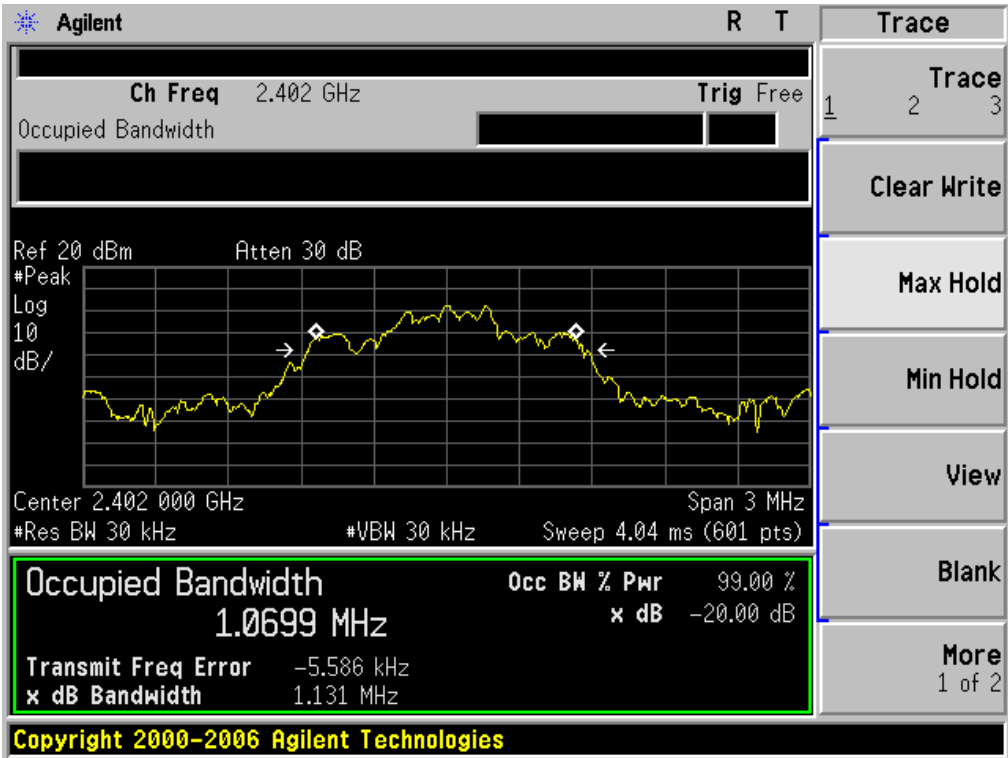 Agilent R T
Ch Freq 2.402 GHz Trig Free
Occupied Bandwidth
Ref 20 dBm Atten 30 dB
#Peak
Log
10
dB/
Center 2.402 000 GHz Span 3 MHz
#Res BW 30 kHz #VBW 30 kHz Sweep 4.04 ms (601 pts)
Occupied Bandwidth Occ BW % Pwr 99.00 %
1.0699 MHz x dB -20.00 dB
Transmit Freq Error -5.586 kHz
x dB Bandwidth 1.131 MHz
Copyright 2000-2006 Agilent Technologies
Trace
Trace
1 2 3
Clear Write
Max Hold
Min Hold
View
Blank
More
1 of 2